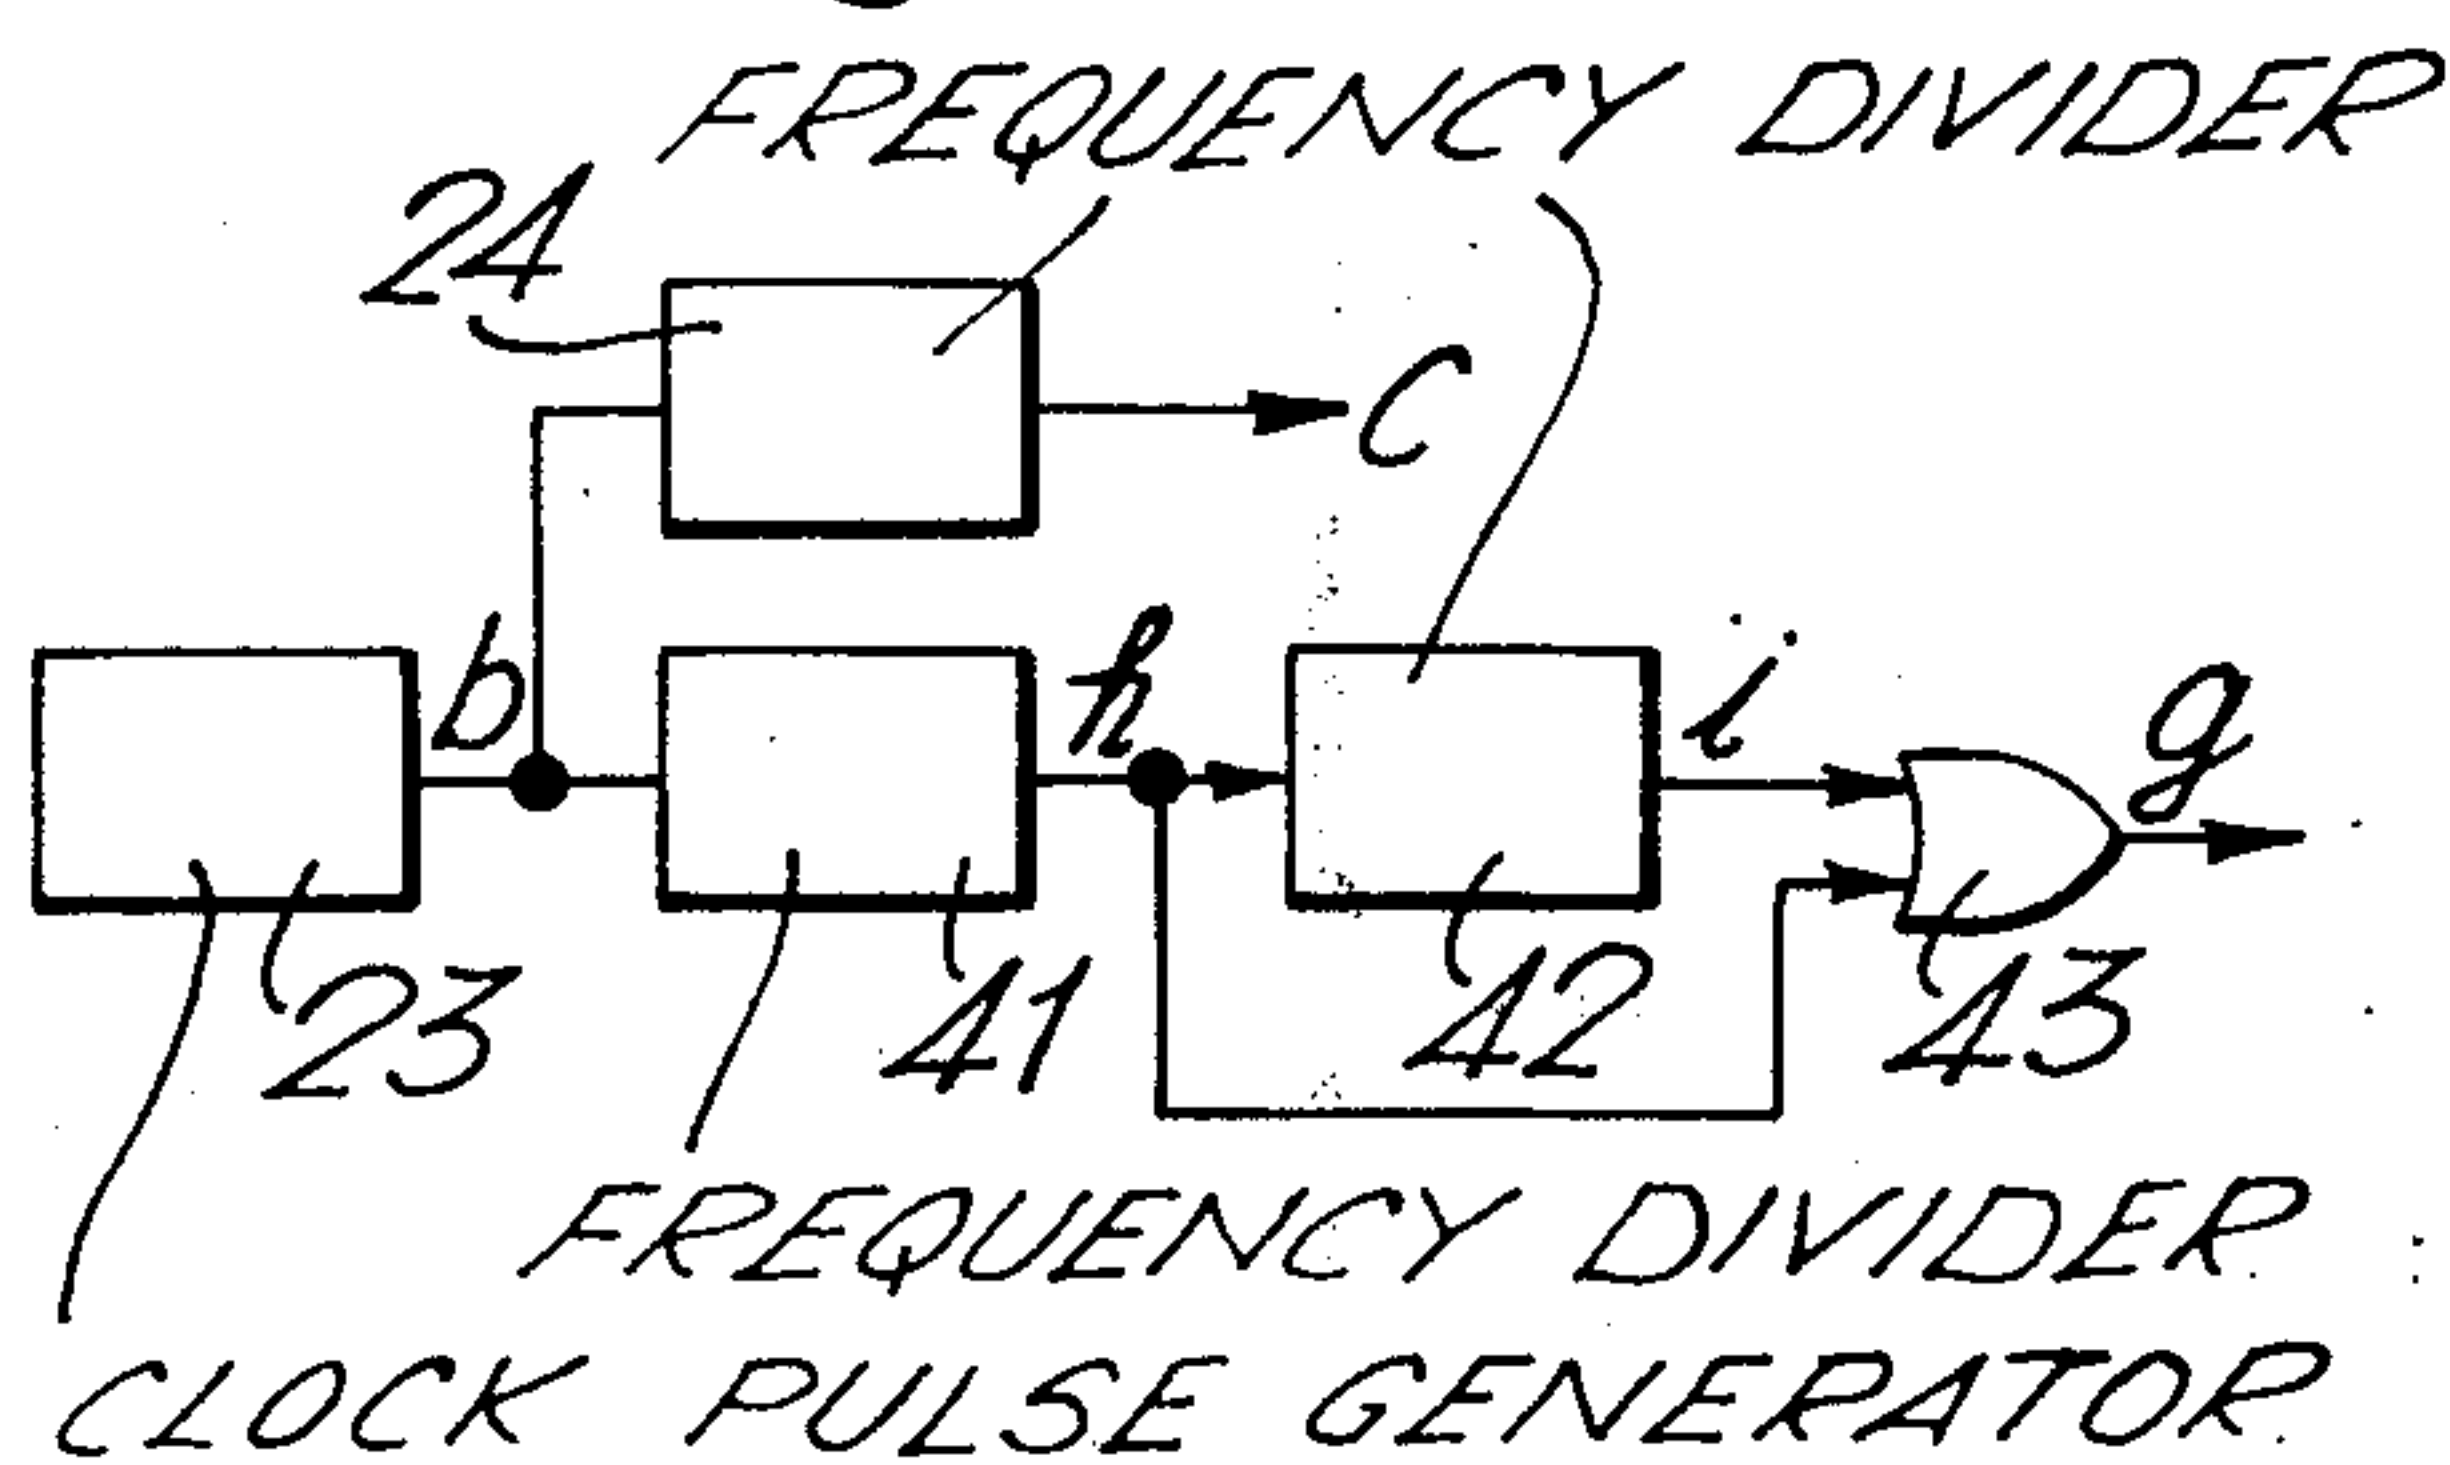 FREQUENCY DIVIDER
24
c
b
h
i
g
23
41
42
43
FREQUENCY DIVIDER.
CLOCK PULSE GENERATOR.